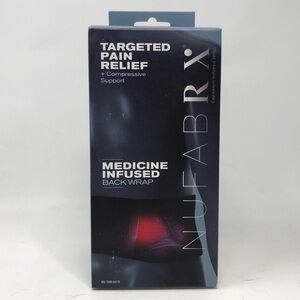 TARGETED
PAIN
RELIEF
+ Compressive
Support
NUFABRX
MEDICINE
INFUSED
BACK WRAP